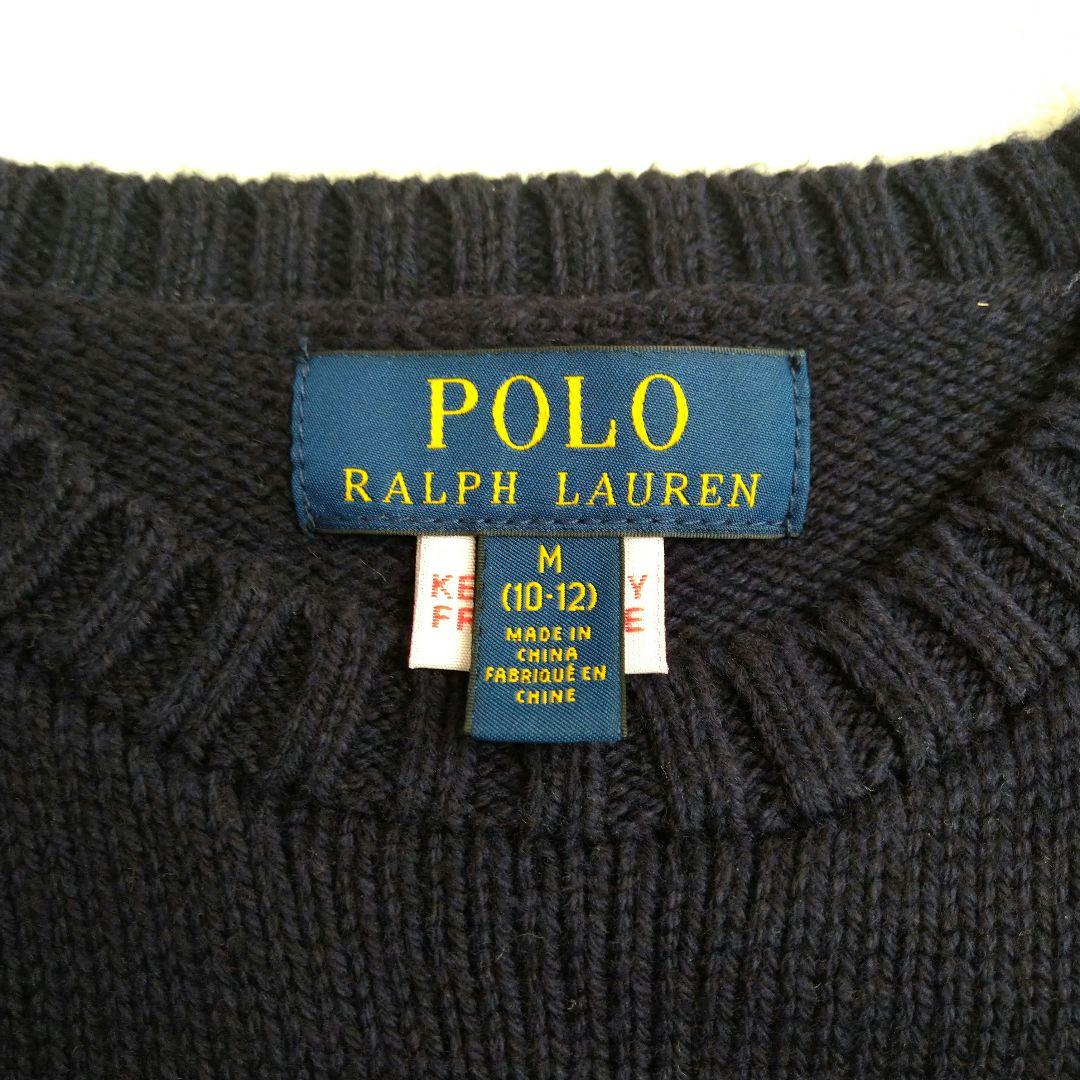 POLO
RALPH LAUREN
M
(10-12)
MADE IN
CHINA
FABRIQUÉ EN
CHINE